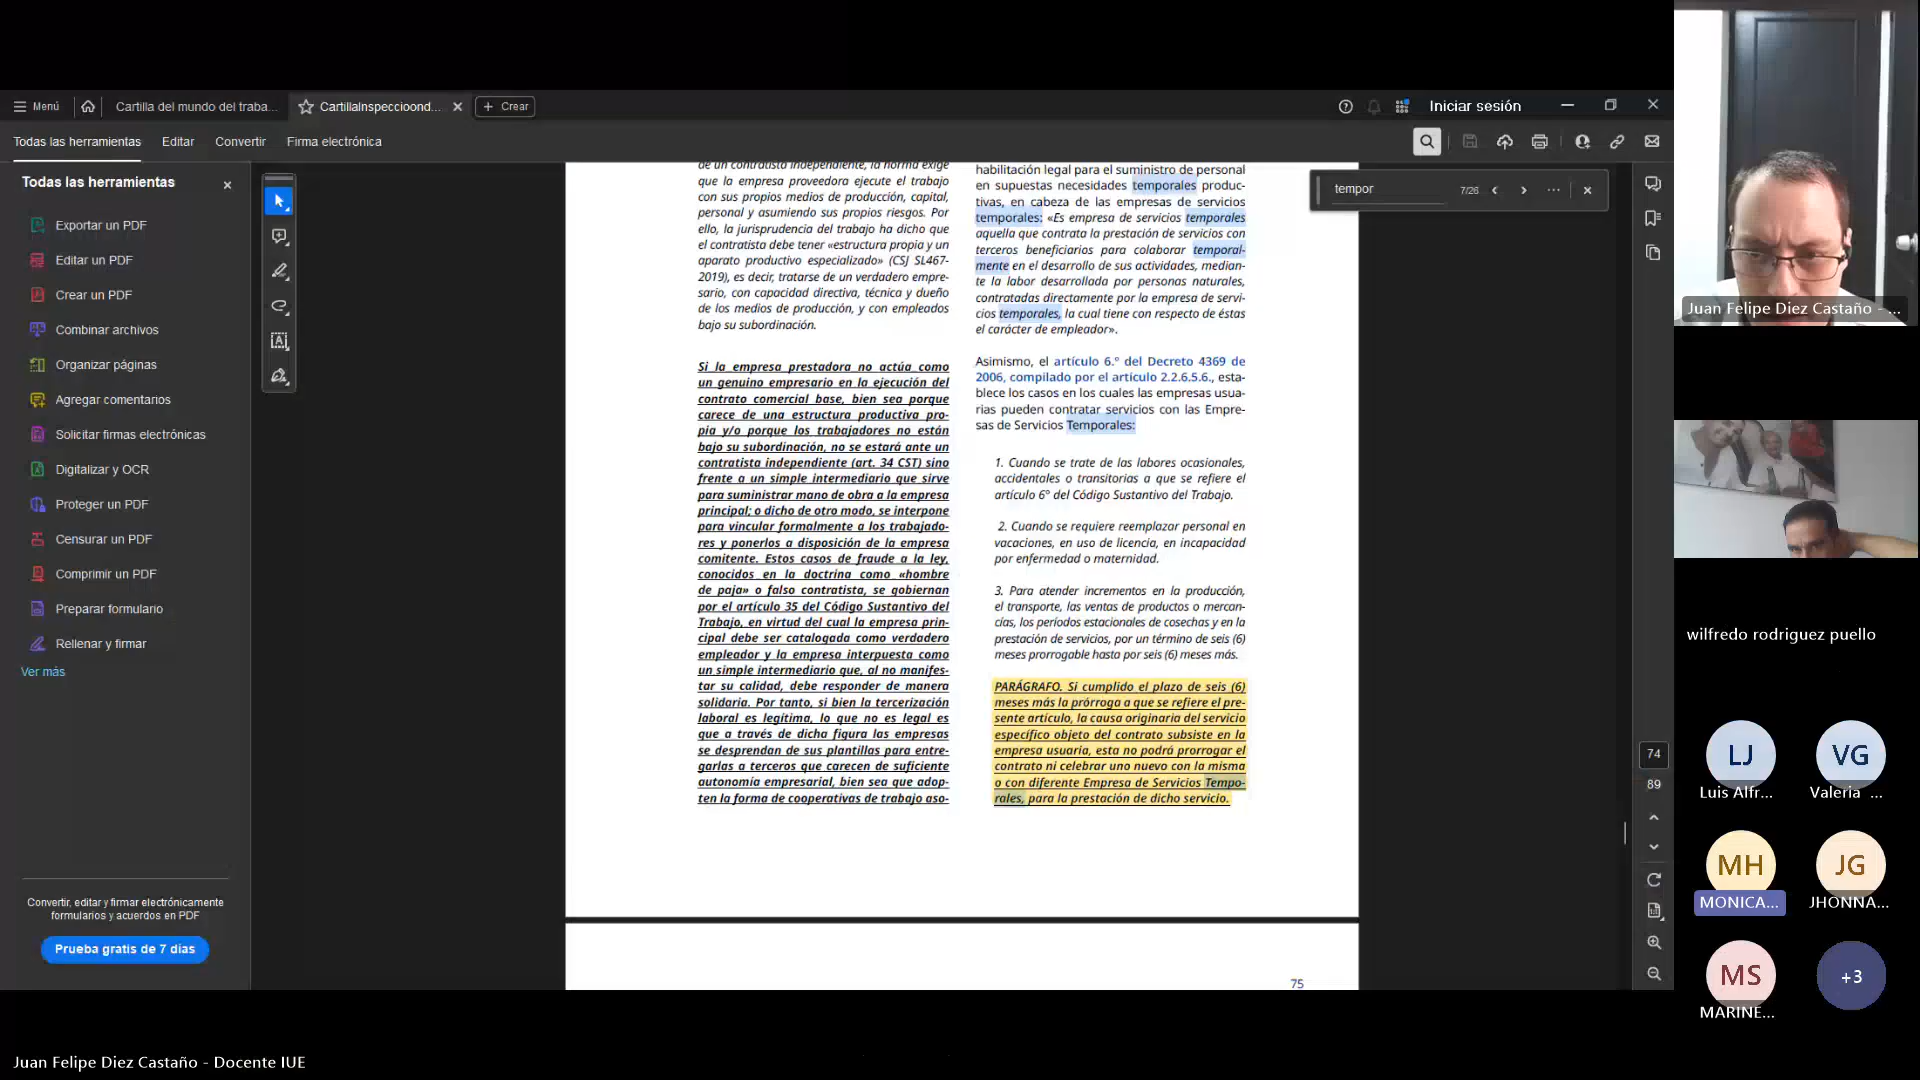 Menú
Cartilla del mundo del traba...
CartillaInspeccioond...
Crear
Iniciar sesión
Todas las herramientas
Editar
Convertir
Firma electrónica
Todas las herramientas
Exportar un PDF
Editar un PDF
Crear un PDF
Combinar archivos
Organizar páginas
Agregar comentarios
Solicitar firmas electrónicas
Digitalizar y OCR
Proteger un PDF
Censurar un PDF
Comprimir un PDF
Preparar formulario
Rellenar y firmar
Ver más
Convertir, editar y firmar electrónicamente
formularios y acuerdos en PDF
Prueba gratis de 7 días
de un contratista independiente, la norma exige
que la empresa proveedora ejecute el trabajo
con sus propios medios de producción, capital,
personal y asumiendo sus propios riesgos. Por
ello, la jurisprudencia del trabajo ha dicho que
el contratista debe tener «estructura propia y un
aparato productivo especializado» (CSJ SL467-
2019), es decir, tratarse de un verdadero empre-
sario, con capacidad directiva, técnica y dueño
de los medios de producción, y con empleados
bajo su subordinación.
Si la empresa prestadora no actúa como
un genuino empresario en la ejecución del
contrato comercial base, bien sea porque
carece de una estructura productiva pro-
pia y/o porque los trabajadores no están
bajo su subordinación, no se estará ante un
contratista independiente (art. 34 CST) sino
frente a un simple intermediario que sirve
para suministrar mano de obra a la empresa
principal; o dicho de otro modo, se interpone
para vincular formalmente a los trabajado-
res y ponerlos a disposición de la empresa
comitente. Estos casos de fraude a la ley,
conocidos en la doctrina como «hombre
de paja» o falso contratista, se gobiernan
por el artículo 35 del Código Sustantivo del
Trabajo, en virtud del cual la empresa prin-
cipal debe ser catalogada como verdadero
empleador y la empresa interpuesta como
un simple intermediario que, al no manifes-
tar su calidad, debe responder de manera
solidaria. Por tanto, si bien la tercerización
laboral es legítima, lo que no es legal es
que a través de dicha figura las empresas
se desprendan de sus plantillas para entre-
garlas a terceros que carecen de suficiente
autonomía empresarial, bien sea que adop-
ten la forma de cooperativas de trabajo aso-
habilitación legal para el suministro de personal
en supuestas necesidades temporales produc-
tivas, en cabeza de las empresas de servicios
temporales: «Es empresa de servicios temporales
aquella que contrata la prestación de servicios con
terceros beneficiarios para colaborar temporal-
mente en el desarrollo de sus actividades, median-
te la labor desarrollada por personas naturales,
contratadas directamente por la empresa de servi-
cios temporales, la cual tiene con respecto de éstas
el carácter de empleador».
Asimismo, el artículo 6.º del Decreto 4369 de
2006, compilado por el artículo 2.2.6.5.6., esta-
blece los casos en los cuales las empresas usua-
rias pueden contratar servicios con las Empre-
sas de Servicios Temporales:
1. Cuando se trate de las labores ocasionales,
accidentales o transitorias a que se refiere el
artículo 6º del Código Sustantivo del Trabajo.
2. Cuando se requiere reemplazar personal en
vacaciones, en uso de licencia, en incapacidad
por enfermedad o maternidad.
3. Para atender incrementos en la producción,
el transporte, las ventas de productos o mercan-
cías, los períodos estacionales de cosechas y en la
prestación de servicios, por un término de seis (6)
meses prorrogable hasta por seis (6) meses más.
PARÁGRAFO. Si cumplido el plazo de seis (6)
meses más la prórroga a que se refiere el pre-
sente artículo, la causa originaria del servicio
específico objeto del contrato subsiste en la
empresa usuaria, esta no podrá prorrogar el
contrato ni celebrar uno nuevo con la misma
o con diferente Empresa de Servicios Tempo-
rales, para la prestación de dicho servicio.
75
tempor
7/26
74
89
Juan Felipe Diez Castaño - ...
wilfredo rodriguez puello
LJ
Luis Alfr...
VG
Valeria ...
MH
MONICA...
JG
JHONNA...
MS
MARINE...
+3
Juan Felipe Diez Castaño - Docente IUE